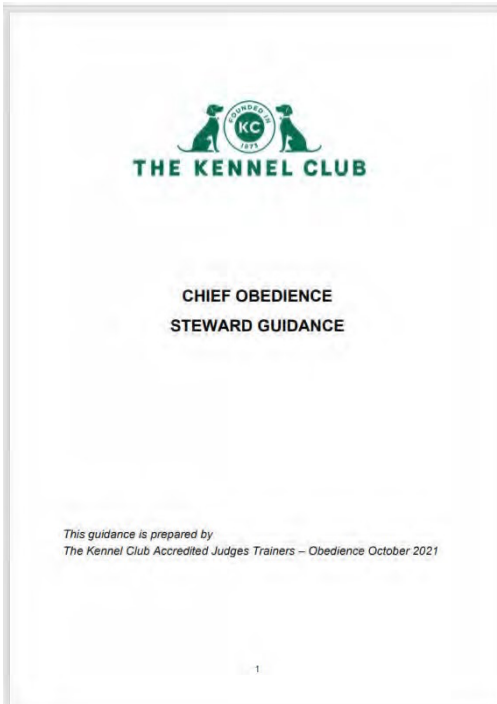 FOUNDED IN
KC
1873
THE KENNEL CLUB
CHIEF OBEDIENCE
STEWARD GUIDANCE
This guidance is prepared by
The Kennel Club Accredited Judges Trainers – Obedience October 2021
1